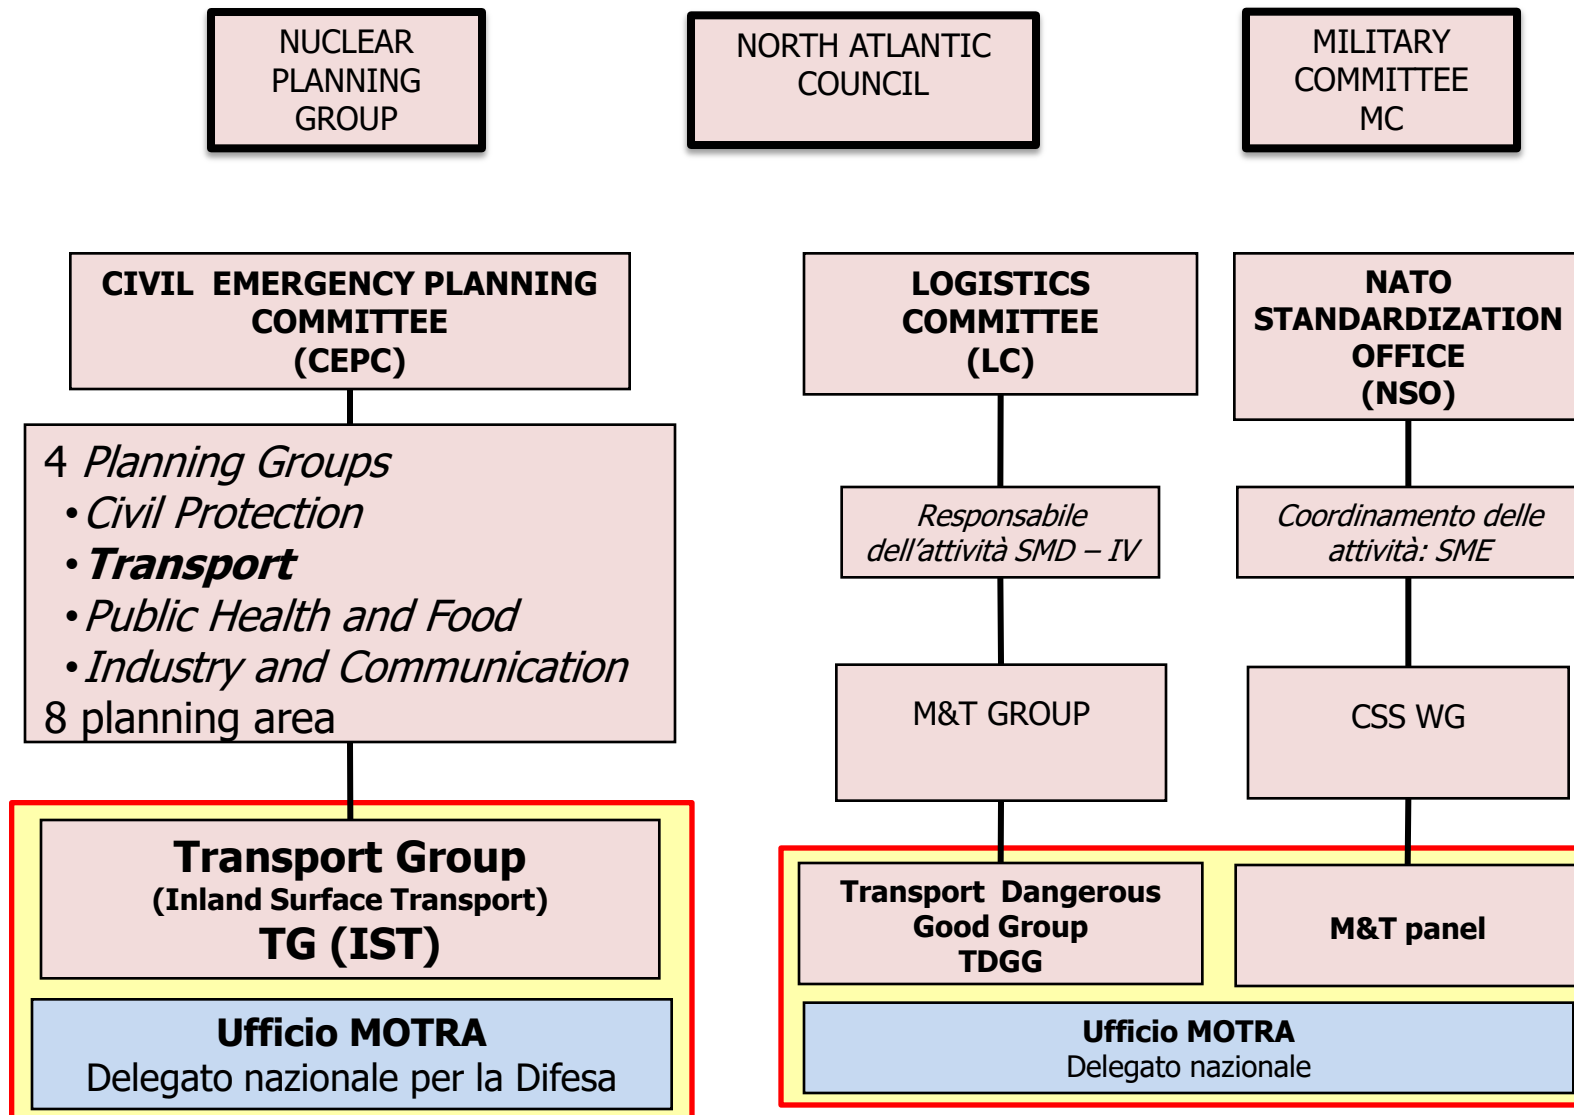 NUCLEAR
PLANNING
GROUP
NORTH ATLANTIC
COUNCIL
MILITARY
COMMITTEE
MC
CIVIL EMERGENCY PLANNING
COMMITTEE
(CEPC)
LOGISTICS
COMMITTEE
(LC)
NATO
STANDARDIZATION
OFFICE
(NSO)
4 Planning Groups
•Civil Protection
•Transport
•Public Health and Food
•Industry and Communication
8 planning area
Responsabile
dell’attività SMD – IV
Coordinamento delle
attività: SME
M&T GROUP
CSS WG
Transport Group
(Inland Surface Transport)
TG (IST)
Transport Dangerous
Good Group
TDGG
M&T panel
Ufficio MOTRA
Delegato nazionale per la Difesa
Ufficio MOTRA
Delegato nazionale